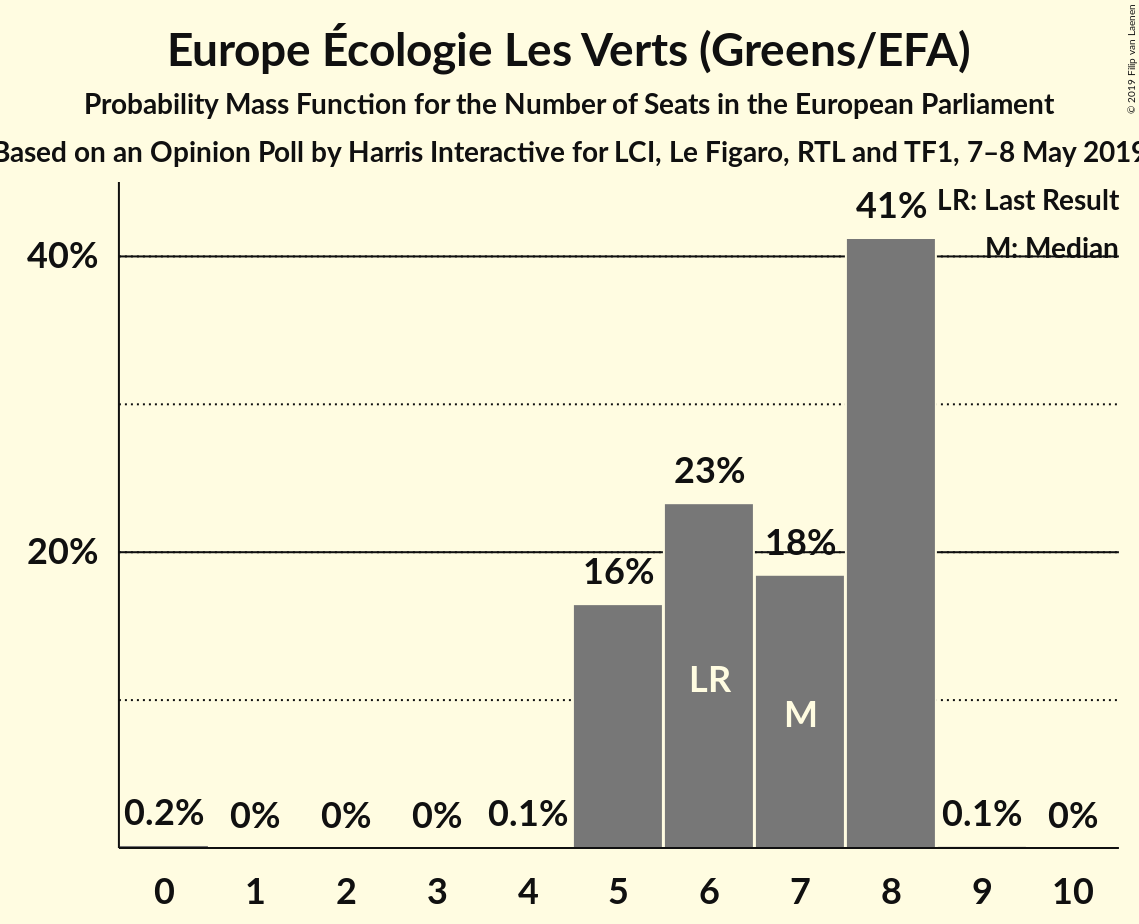 Europe Écologie Les Verts (Greens/EFA)
Probability Mass Function for the Number of Seats in the European Parliament
Based on an Opinion Poll by Harris Interactive for LCI, Le Figaro, RTL and TF1, 7–8 May 2019
© 2019 Filip van Laenen
LR: Last Result
M: Median
40%
20%
0.2%
0%
0%
0%
0.1%
16%
23%
18%
41%
0.1%
0%
LR
M
0 1 2 3 4 5 6 7 8 9 10